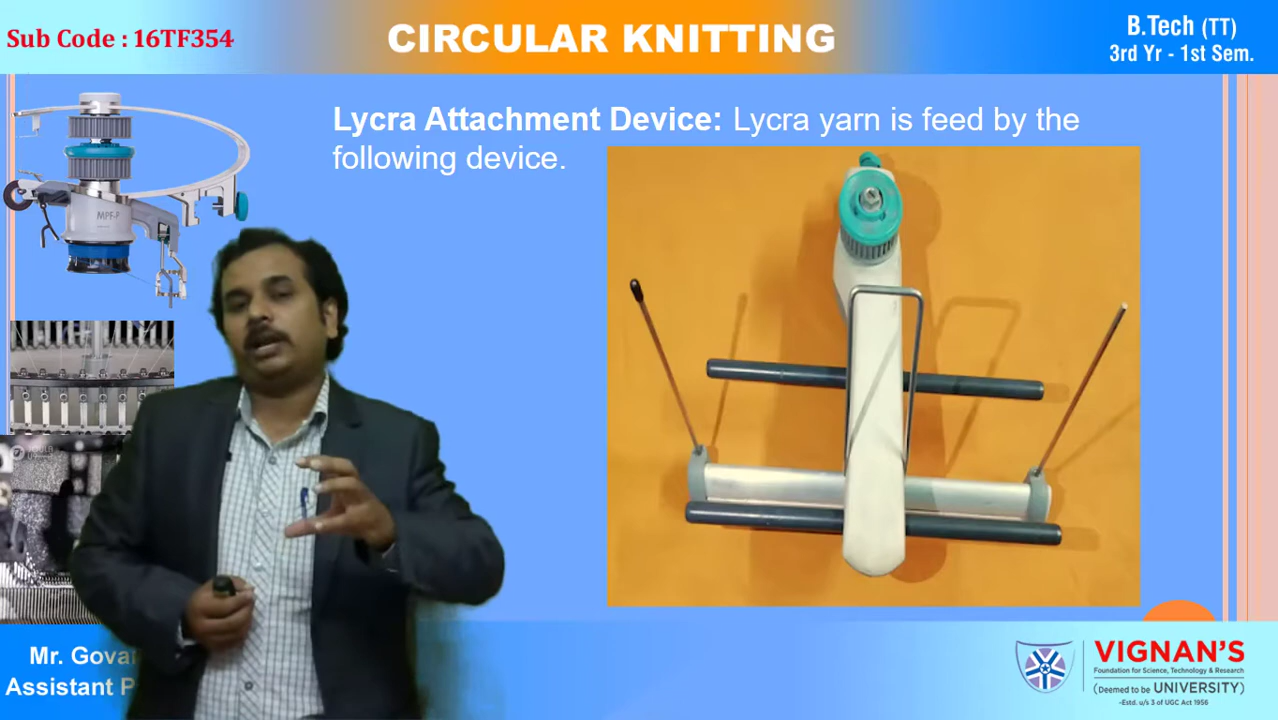 Sub Code : 16TF354
CIRCULAR KNITTING
B.Tech (TT)
3rd Yr - 1st Sem.
Lycra Attachment Device: Lycra yarn is feed by the
following device.
MPF-P
Mr.
Assistant
VIGNAN'S
Foundation for Science, Technology & Research
(Deemed to be UNIVERSITY)
-Estd. u/s 3 of UGC Act 1956